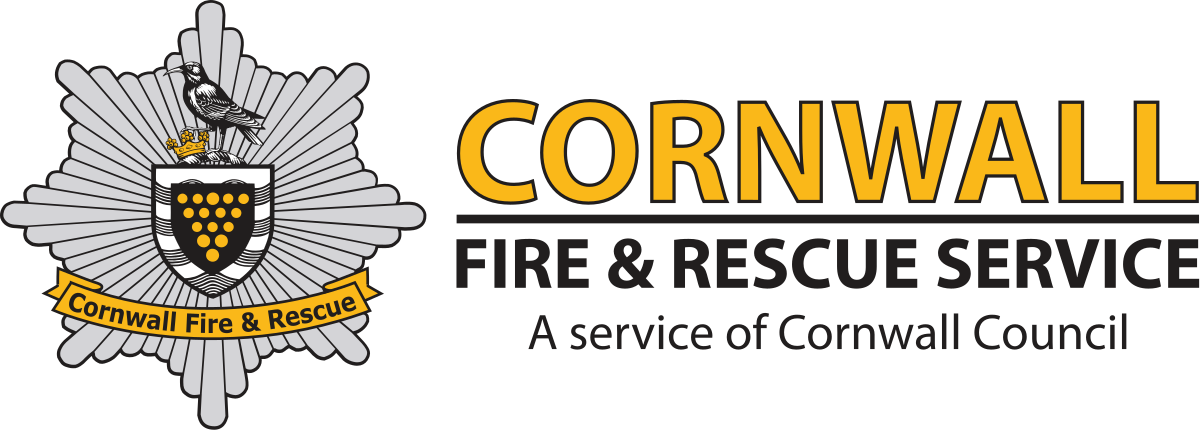 Cornwall Fire & Rescue
CORNWALL
FIRE & RESCUE SERVICE
A service of Cornwall Council